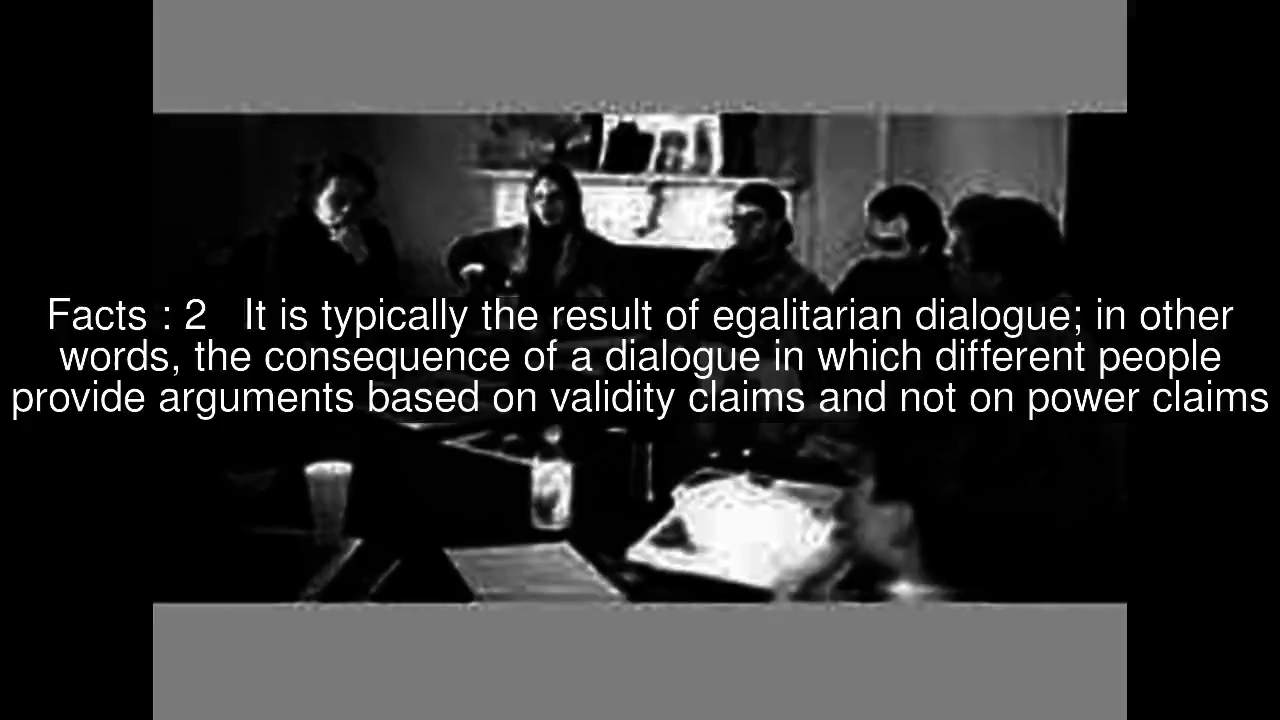 Facts : 2   It is typically the result of egalitarian dialogue; in other
words, the consequence of a dialogue in which different people
provide arguments based on validity claims and not on power claims